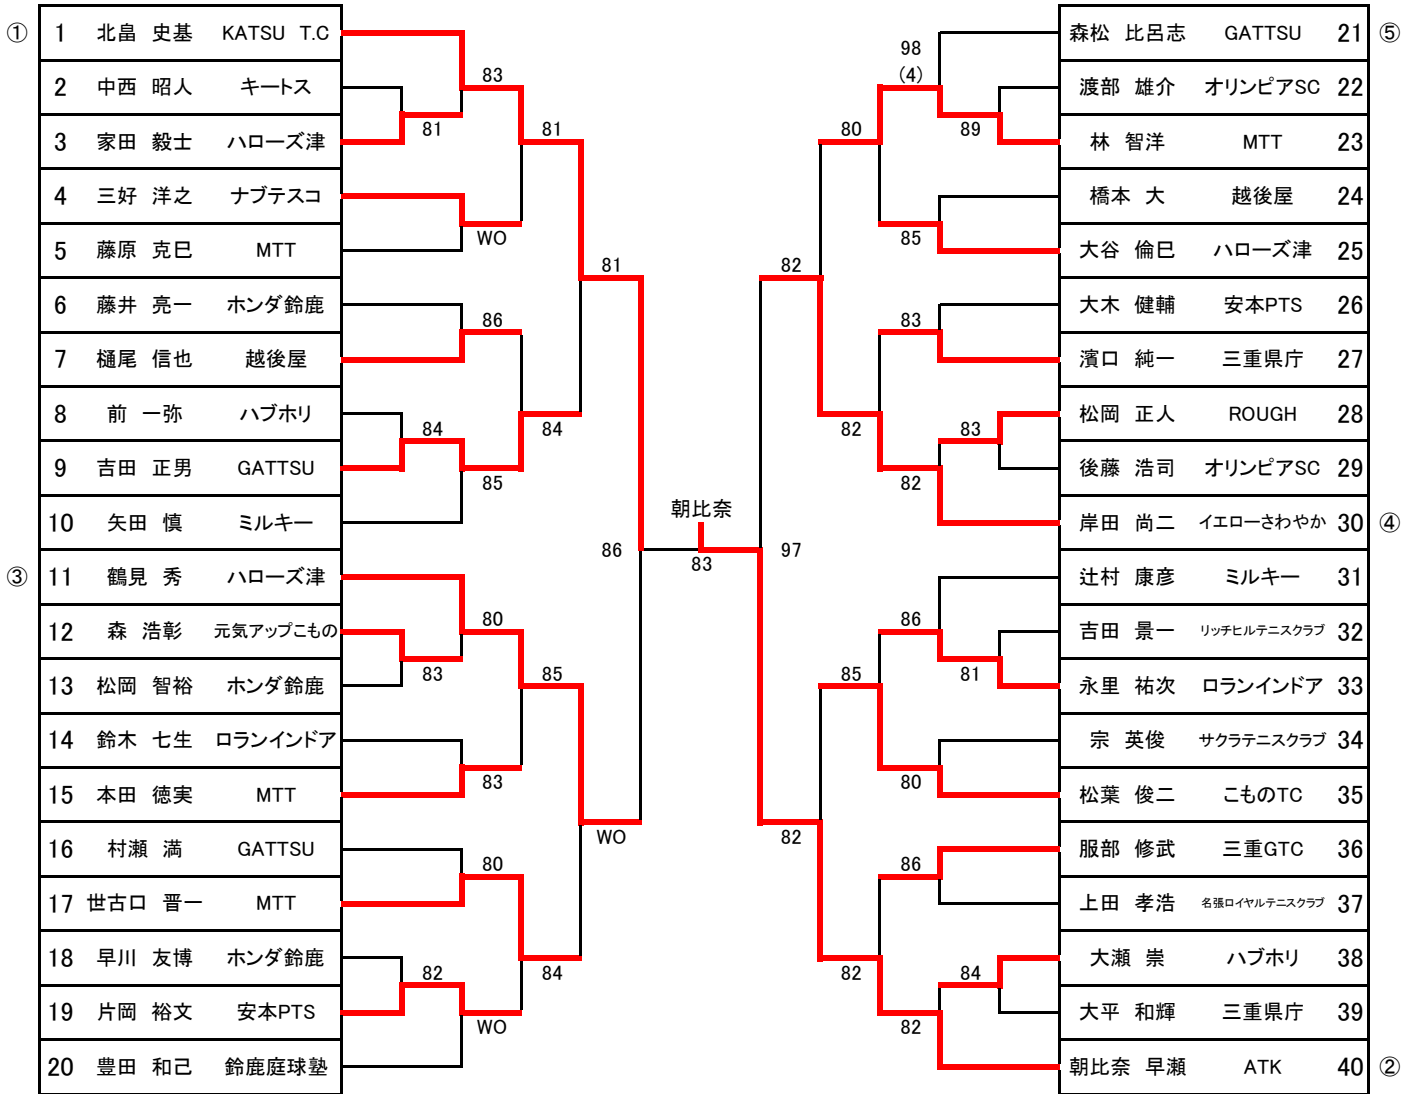 ① 1 北畠 史基 KATSU T.C
2 中西 昭人 キートス
3 家田 毅士 ハローズ津
4 三好 洋之 ナブテスコ
5 藤原 克巳 MTT
6 藤井 亮一 ホンダ鈴鹿
7 樋尾 信也 越後屋
8 前 一弥 ハブホリ
9 吉田 正男 GATTSU
10 矢田 慎 ミルキー
③ 11 鶴見 秀 ハローズ津
12 森 浩彰 元気アップこもの
13 松岡 智裕 ホンダ鈴鹿
14 鈴木 七生 ロランインドア
15 本田 徳実 MTT
16 村瀬 満 GATTSU
17 世古口 晋一 MTT
18 早川 友博 ホンダ鈴鹿
19 片岡 裕文 安本PTS
20 豊田 和己 鈴鹿庭球塾
83
81
81
WO
81
86
84
84
85
86
80
83
85
83
WO
80
84
82
WO
朝比奈
83
98
(4)
80
89
85
82
83
82
83
82
97
86
85
81
80
82
86
82
84
82
森松 比呂志 GATTSU 21 ⑤
渡部 雄介 オリンピアSC 22
林 智洋 MTT 23
橋本 大 越後屋 24
大谷 倫巳 ハローズ津 25
大木 健輔 安本PTS 26
濱口 純一 三重県庁 27
松岡 正人 ROUGH 28
後藤 浩司 オリンピアSC 29
岸田 尚二 イエローさわやか 30 ④
辻村 康彦 ミルキー 31
吉田 景一 リッチヒルテニスクラブ 32
永里 祐次 ロランインドア 33
宗 英俊 サクラテニスクラブ 34
松葉 俊二 こものTC 35
服部 修武 三重GTC 36
上田 孝浩 名張ロイヤルテニスクラブ 37
大瀬 崇 ハブホリ 38
大平 和輝 三重県庁 39
朝比奈 早瀬 ATK 40 ②